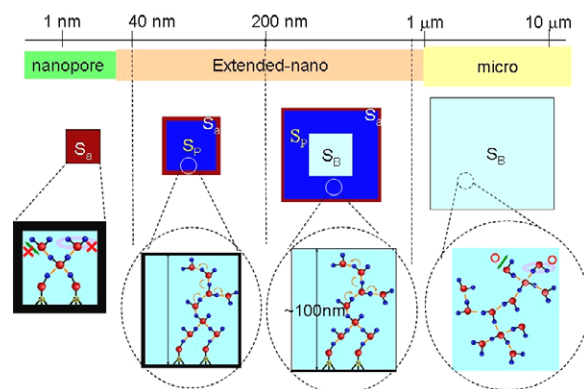 1 nm 40 nm 200 nm 1 μm 10 μm
nanopore Extended-nano micro
Sa
Sa
SP
Sa
SP
SB
SB
~100nm